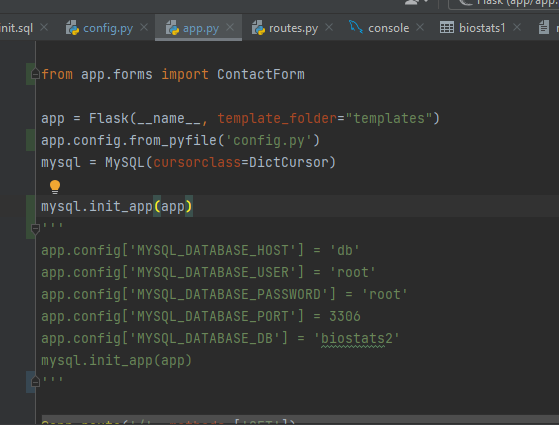 Flask (app/app.
init.sql × config.py × app.py × routes.py × console × biostats1 ×
from app.forms import ContactForm
app = Flask(__name__, template_folder="templates")
app.config.from_pyfile('config.py')
mysql = MySQL(cursorclass=DictCursor)
mysql.init_app(app)
'''
app.config['MYSQL_DATABASE_HOST'] = 'db'
app.config['MYSQL_DATABASE_USER'] = 'root'
app.config['MYSQL_DATABASE_PASSWORD'] = 'root'
app.config['MYSQL_DATABASE_PORT'] = 3306
app.config['MYSQL_DATABASE_DB'] = 'biostats2'
mysql.init_app(app)
'''